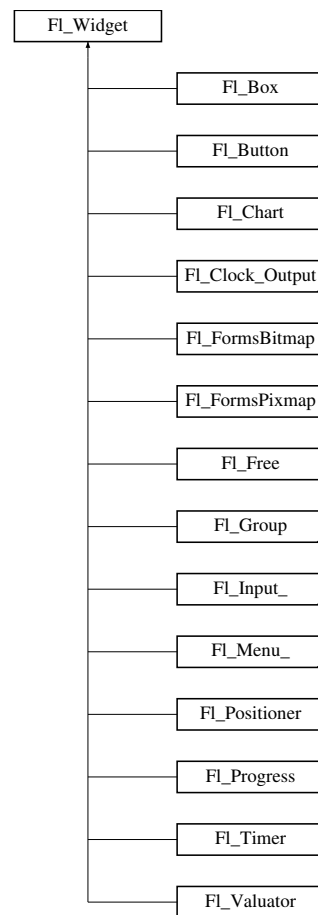 Fl_Widget
Fl_Box
Fl_Button
Fl_Chart
Fl_Clock_Output
Fl_FormsBitmap
Fl_FormsPixmap
Fl_Free
Fl_Group
Fl_Input_
Fl_Menu_
Fl_Positioner
Fl_Progress
Fl_Timer
Fl_Valuator